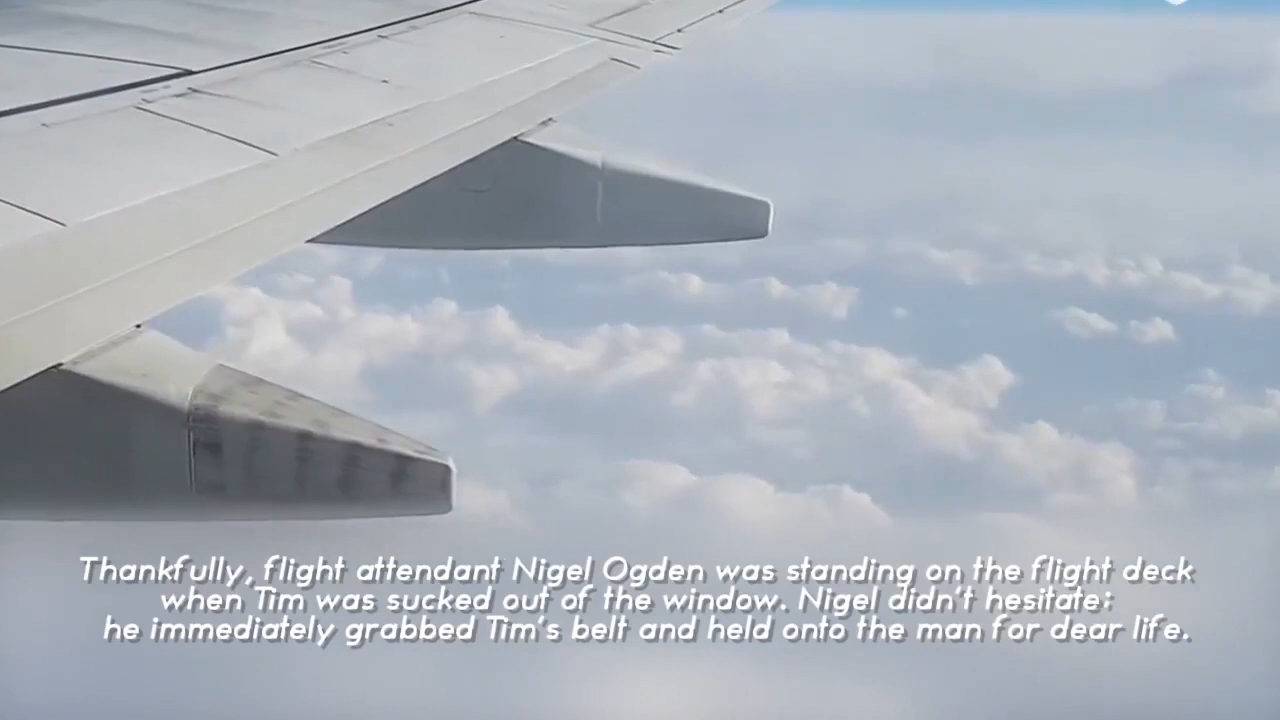 Thankfully, flight attendant Nigel Ogden was standing on the flight deck
when Tim was sucked out of the window. Nigel didn't hesitate:
he immediately grabbed Tim's belt and held onto the man for dear life.